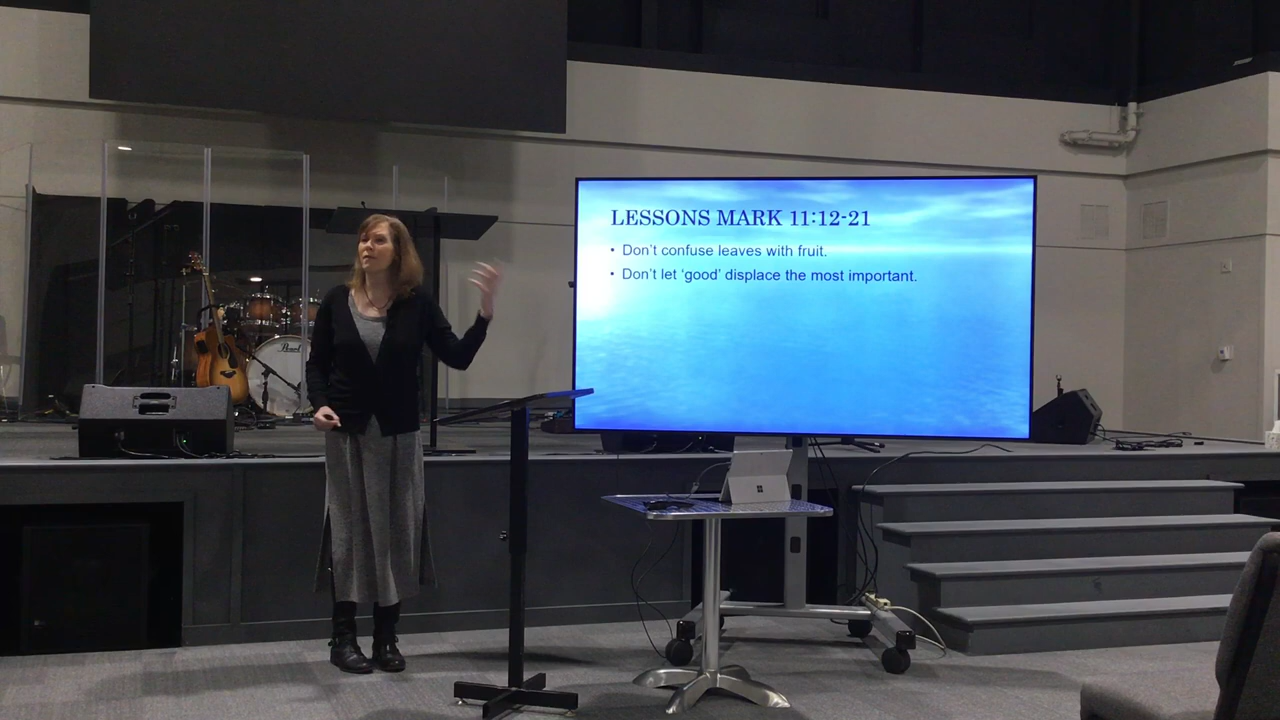 LESSONS MARK 11:12-21
• Don't confuse leaves with fruit.
• Don't let 'good' displace the most important.
Pearl